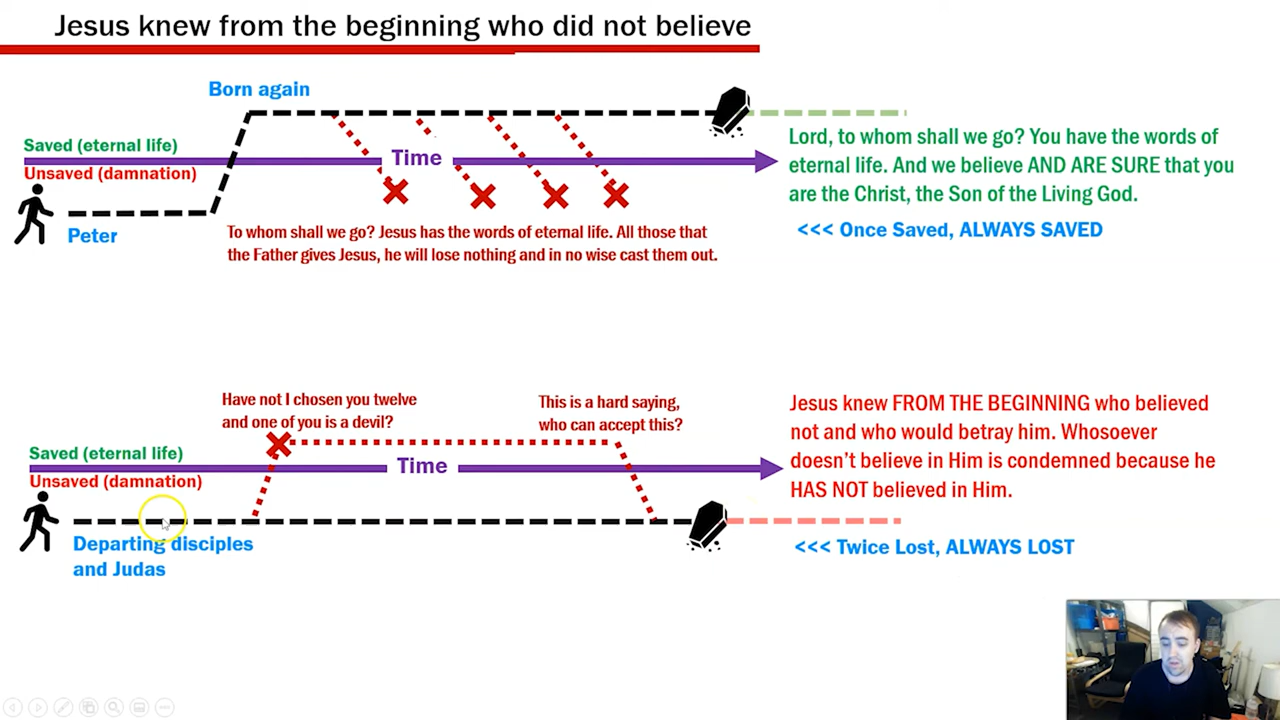 Jesus knew from the beginning who did not believe
Born again
Saved (eternal life)
Unsaved (damnation)
Time
Peter
To whom shall we go? Jesus has the words of eternal life. All those that
the Father gives Jesus, he will lose nothing and in no wise cast them out.
Lord, to whom shall we go? You have the words of
eternal life. And we believe AND ARE SURE that you
are the Christ, the Son of the Living God.
<<< Once Saved, ALWAYS SAVED
Have not I chosen you twelve
and one of you is a devil?
This is a hard saying,
who can accept this?
Saved (eternal life)
Unsaved (damnation)
Time
Departing disciples
and Judas
Jesus knew FROM THE BEGINNING who believed
not and who would betray him. Whosoever
doesn't believe in Him is condemned because he
HAS NOT believed in Him.
<<< Twice Lost, ALWAYS LOST